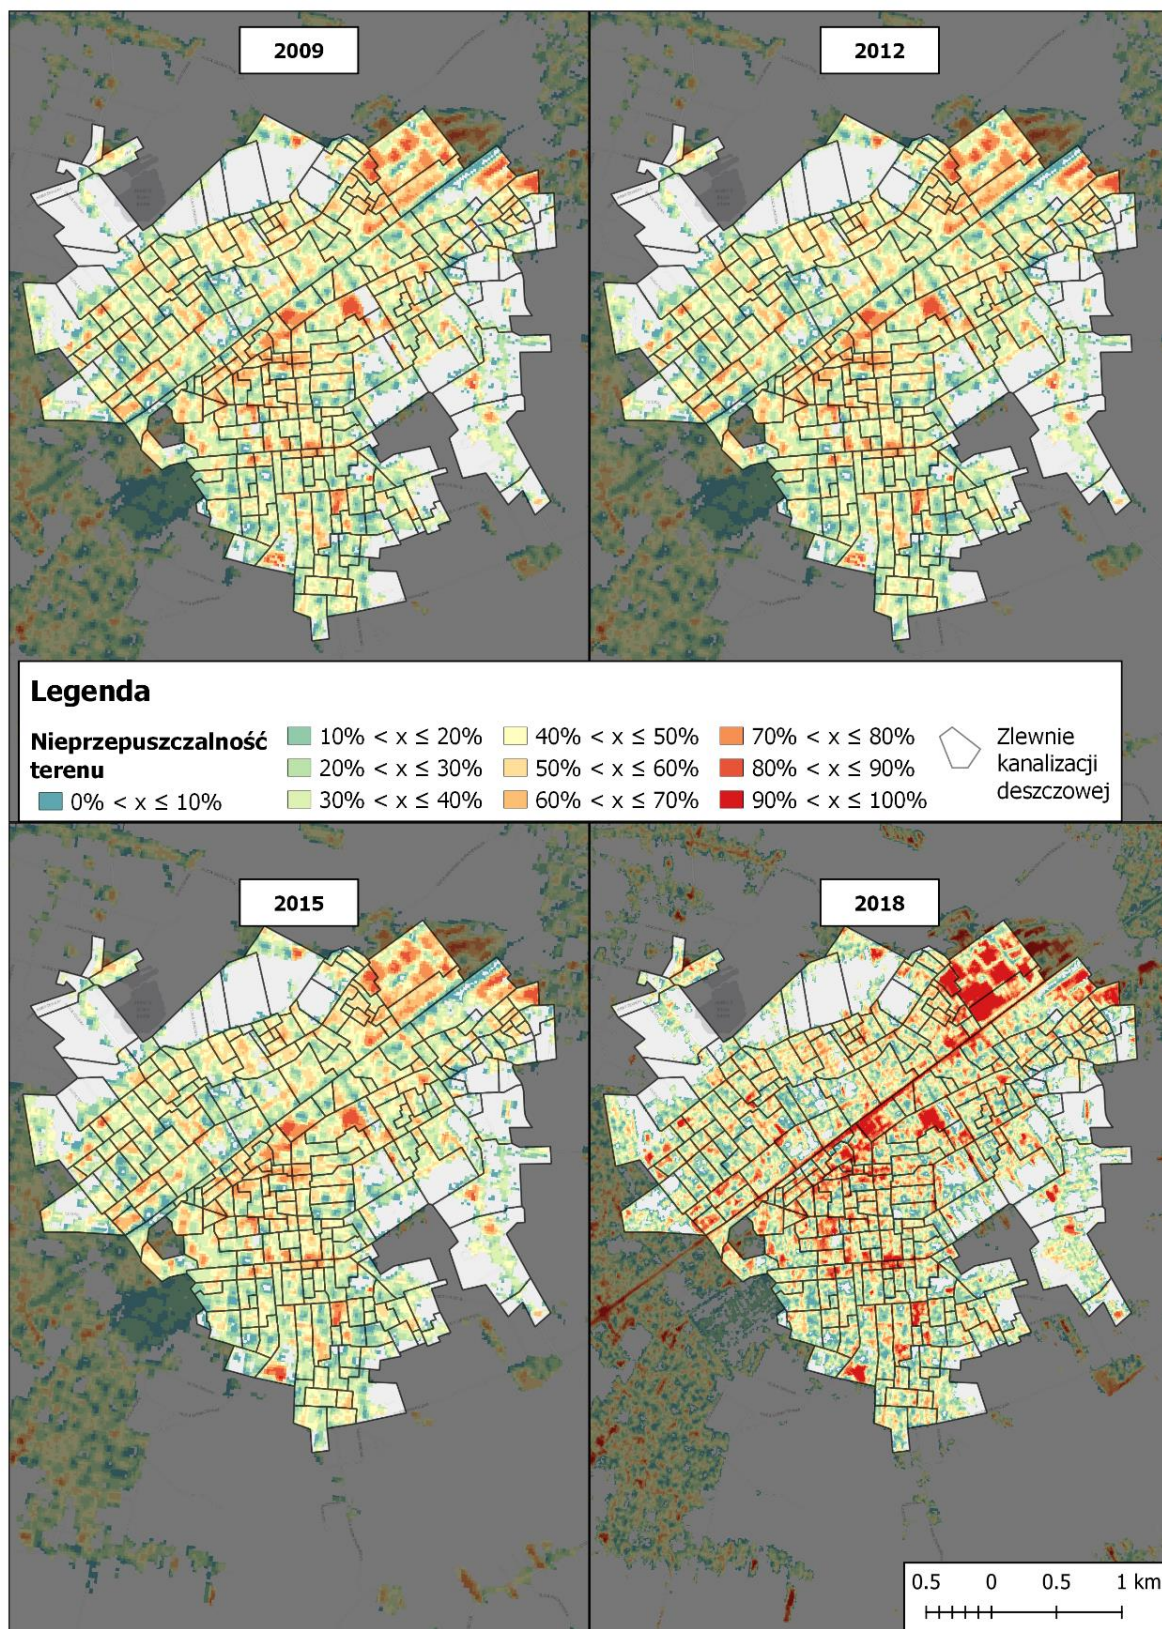 2009
2012
Legenda
Nieprzepuszczalność
terenu
0% < x ≤ 10%
10% < x ≤ 20%
20% < x ≤ 30%
30% < x ≤ 40%
40% < x ≤ 50%
50% < x ≤ 60%
60% < x ≤ 70%
70% < x ≤ 80%
80% < x ≤ 90%
90% < x ≤ 100%
Zlewnie
kanalizacji
deszczowej
2015
2018
0.5 0 0.5 1 km